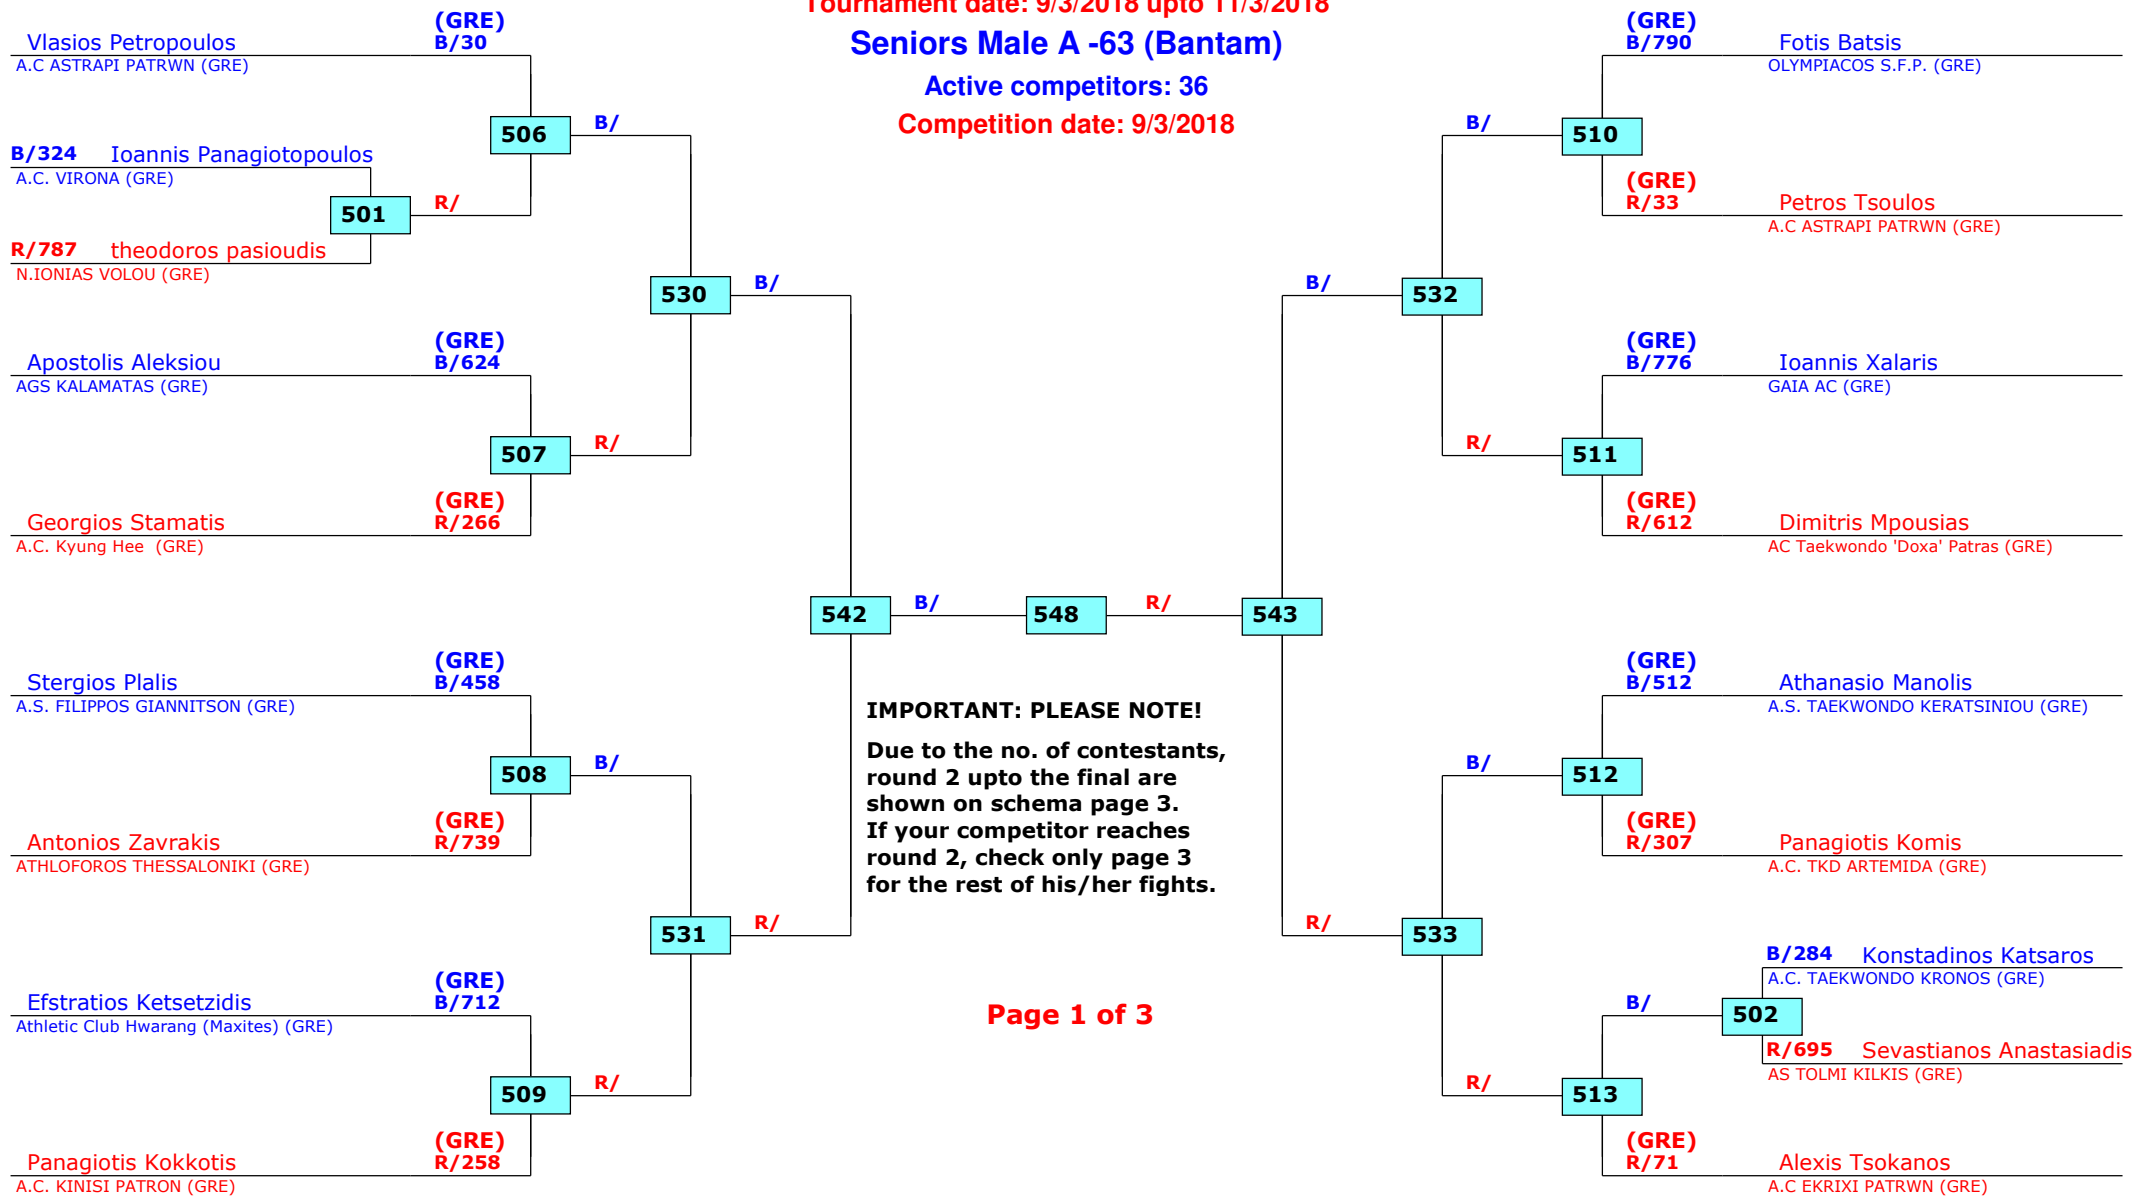 Tournament date: 9/3/2018 upto 11/3/2018
Seniors Male A -63 (Bantam)
Active competitors: 36
Competition date: 9/3/2018
(GRE)
Vlasios Petropoulos B/30
A.C ASTRAPI PATRWN (GRE)
506 B/
B/324 Ioannis Panagiotopoulos
A.C. VIRONA (GRE)
501 R/
R/787 theodoros pasioudis
N.IONIAS VOLOU (GRE)
530 B/
(GRE)
Apostolis Aleksiou B/624
AGS KALAMATAS (GRE)
507 R/
(GRE)
Georgios Stamatis R/266
A.C. Kyung Hee (GRE)
542 B/ 548 R/ 543
(GRE)
Stergios Plalis B/458
A.S. FILIPPOS GIANNITSON (GRE)
508 B/
(GRE)
Antonios Zavrakis R/739
ATHLOFOROS THESSALONIKI (GRE)
531 R/
(GRE)
Efstratios Ketsetzidis B/712
Athletic Club Hwarang (Maxites) (GRE)
509 R/
(GRE)
Panagiotis Kokkotis R/258
A.C. KINISI PATRON (GRE)
IMPORTANT: PLEASE NOTE!
Due to the no. of contestants,
round 2 upto the final are
shown on schema page 3.
If your competitor reaches
round 2, check only page 3
for the rest of his/her fights.
Page 1 of 3
(GRE)
B/790 Fotis Batsis
OLYMPIACOS S.F.P. (GRE)
B/ 510
(GRE)
R/33 Petros Tsoulos
A.C ASTRAPI PATRWN (GRE)
B/ 532
(GRE)
B/776 Ioannis Xalaris
GAIA AC (GRE)
R/ 511
(GRE)
R/612 Dimitris Mpousias
AC Taekwondo 'Doxa' Patras (GRE)
(GRE)
B/512 Athanasio Manolis
A.S. TAEKWONDO KERATSINIOU (GRE)
B/ 512
(GRE)
R/307 Panagiotis Komis
A.C. TKD ARTEMIDA (GRE)
R/ 533
B/284 Konstadinos Katsaros
A.C. TAEKWONDO KRONOS (GRE)
B/ 502
R/695 Sevastianos Anastasiadis
AS TOLMI KILKIS (GRE)
R/ 513
(GRE)
R/71 Alexis Tsokanos
A.C EKRIXI PATRWN (GRE)